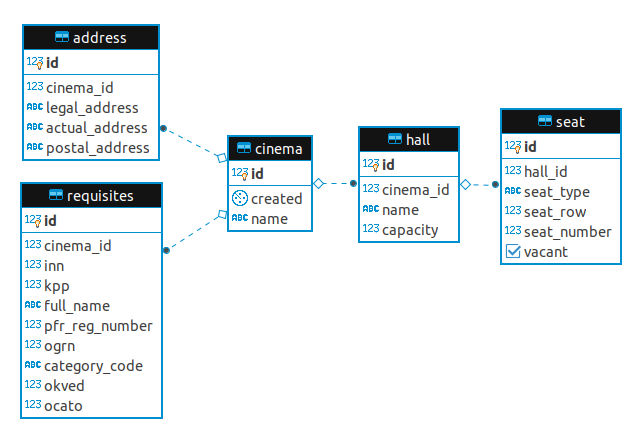 address
123 id
123 cinema_id
ABC legal_address
ABC actual_address
ABC postal_address
requisites
123 id
123 cinema_id
123 inn
123 kpp
ABC full_name
123 pfr_reg_number
123 ogrn
ABC category_code
123 okved
123 ocato
cinema
123 id
created
ABC name
hall
123 id
123 cinema_id
ABC name
123 capacity
seat
123 id
123 hall_id
ABC seat_type
123 seat_row
123 seat_number
vacant